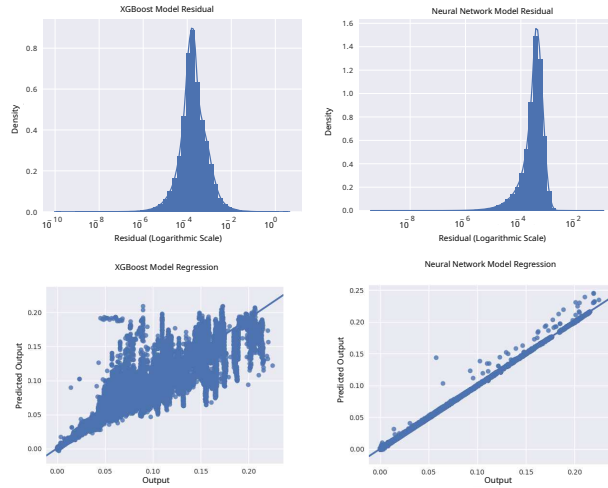 XGBoost Model Residual
0.8
0.6
0.4
0.2
0.0
Density
10⁻¹⁰ 10⁻⁸ 10⁻⁶ 10⁻⁴ 10⁻² 10⁰
Residual (Logarithmic Scale)
Neural Network Model Residual
1.6
1.4
1.2
1.0
0.8
0.6
0.4
0.2
0.0
Density
10⁻⁸ 10⁻⁶ 10⁻⁴ 10⁻²
Residual (Logarithmic Scale)
XGBoost Model Regression
0.20
0.15
0.10
0.05
0.00
Predicted Output
0.00 0.05 0.10 0.15 0.20
Output
Neural Network Model Regression
0.25
0.20
0.15
0.10
0.05
0.00
Predicted Output
0.00 0.05 0.10 0.15 0.20
Output